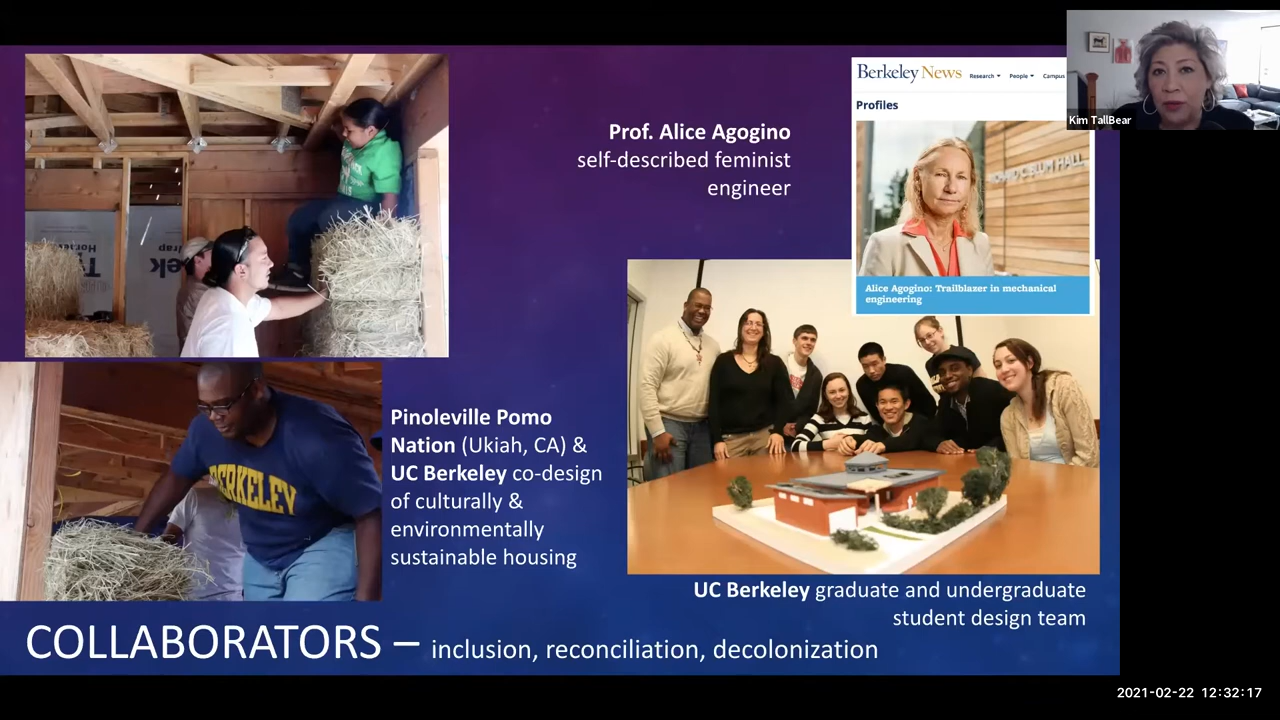 Prof. Alice Agogino
self-described feminist
engineer
Berkeley News
Research
People
Campus
Profiles
Alice Agogino: Trailblazer in mechanical
engineering
Kim TallBear
BERKELEY
Pinoleville Pomo
Nation (Ukiah, CA) &
UC Berkeley co-design
of culturally &
environmentally
sustainable housing
UC Berkeley graduate and undergraduate
student design team
COLLABORATORS – inclusion, reconciliation, decolonization
2021-02-22 12:32:17